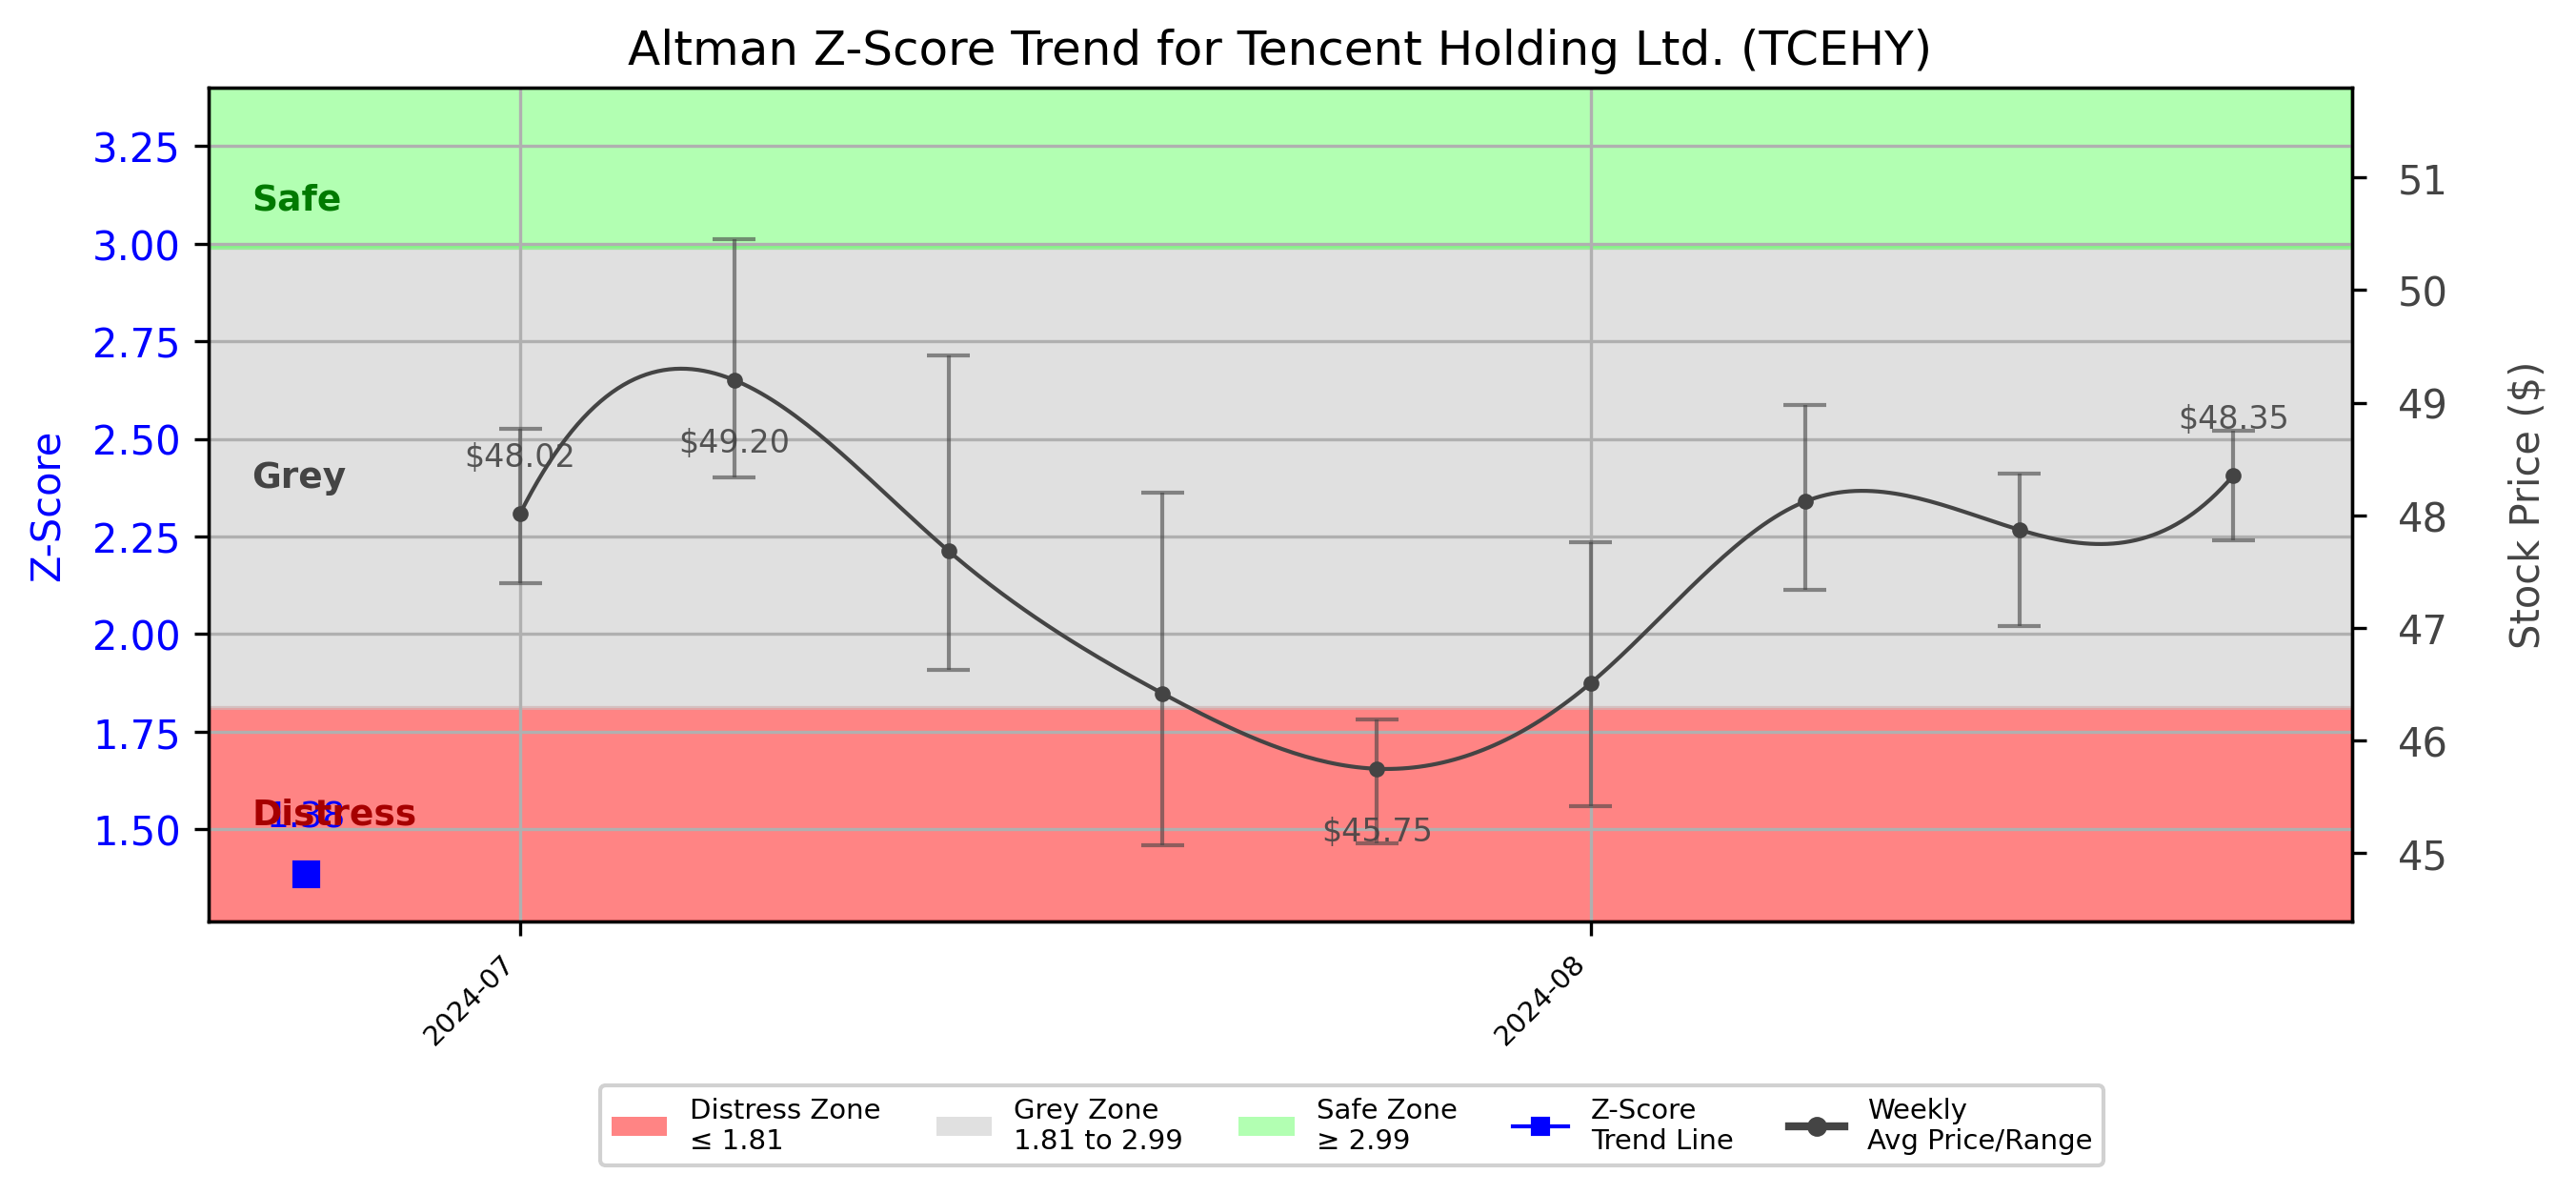 Altman Z-Score Trend for Tencent Holding Ltd. (TCEHY)
Z-Score
3.25
3.00
2.75
2.50
2.25
2.00
1.75
1.50
Safe
Grey
Distress
1.38
$48.02
$49.20
$45.75
$48.35
51
50
49
48
47
46
45
Stock Price ($)
2024-07
2024-08
Distress Zone
≤ 1.81
Grey Zone
1.81 to 2.99
Safe Zone
≥ 2.99
Z-Score
Trend Line
Weekly
Avg Price/Range